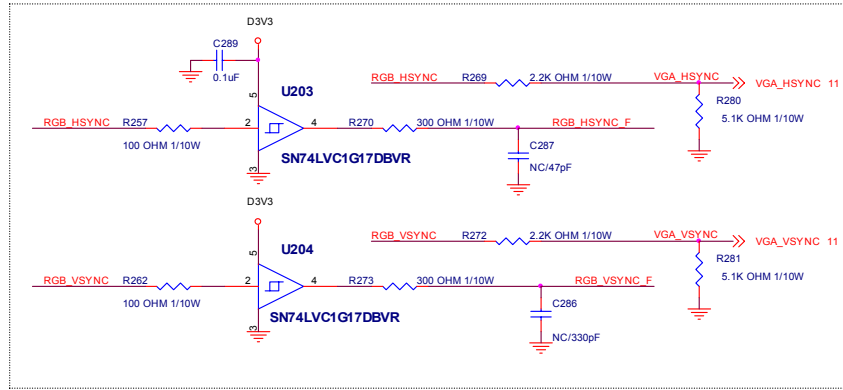 D3V3
C289
0.1uF
U203
5
RGB_HSYNC R257
100 OHM 1/10W
2
4
3
SN74LVC1G17DBVR
R270
300 OHM 1/10W
RGB_HSYNC_F
C287
NC/47pF
RGB_HSYNC
R269
2.2K OHM 1/10W
VGA_HSYNC
VGA_HSYNC 11
R280
5.1K OHM 1/10W
D3V3
U204
5
RGB_VSYNC R262
100 OHM 1/10W
2
4
3
SN74LVC1G17DBVR
R273
300 OHM 1/10W
RGB_VSYNC_F
C286
NC/330pF
RGB_VSYNC
R272
2.2K OHM 1/10W
VGA_VSYNC
VGA_VSYNC 11
R281
5.1K OHM 1/10W